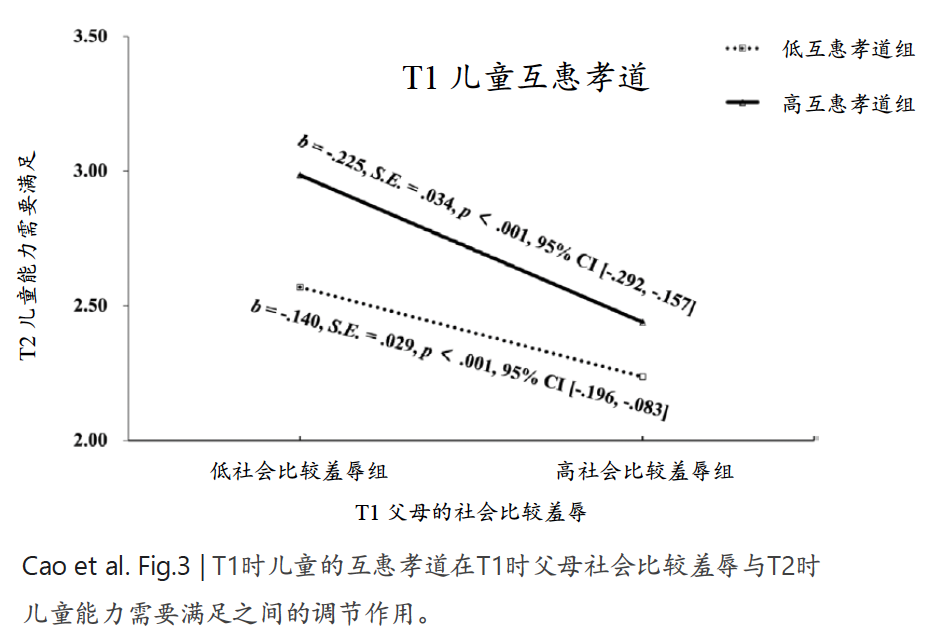 3.50
T1 儿童互惠孝道
低互惠孝道组
高互惠孝道组
3.00
b = -.225, S.E. = .034, p < .001, 95% CI [-.292, -.157]
T2 儿童能力需要满足
2.50
b = -.140, S.E. = .029, p < .001, 95% CI [-.196, -.083]
2.00
低社会比较羞辱组
高社会比较羞辱组
T1 父母的社会比较羞辱
Cao et al. Fig.3 | T1时儿童的互惠孝道在T1时父母社会比较羞辱与T2时
儿童能力需要满足之间的调节作用。